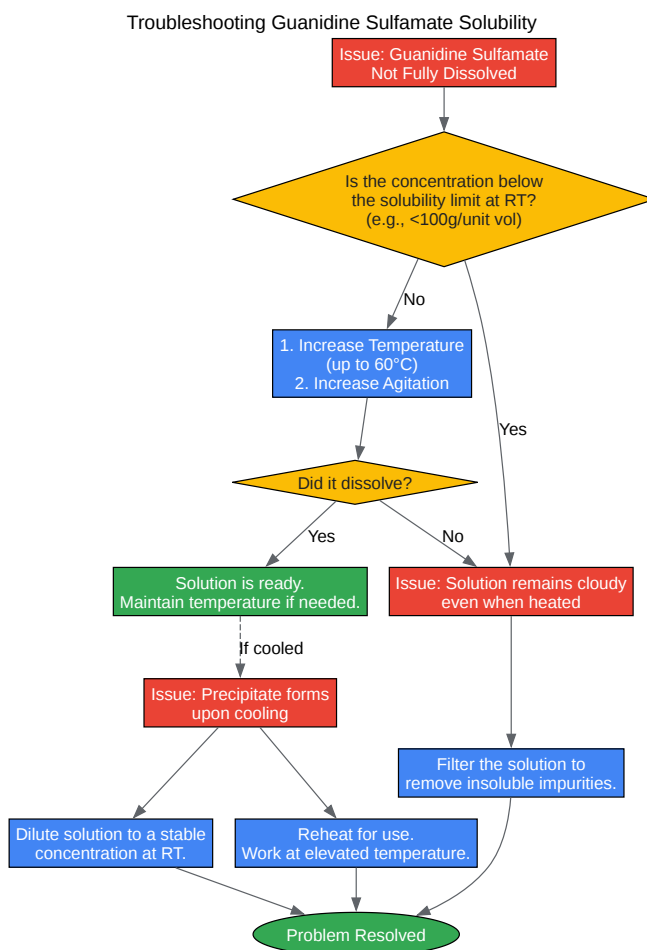 Troubleshooting Guanidine Sulfamate Solubility
Issue: Guanidine Sulfamate
Not Fully Dissolved
Is the concentration below
the solubility limit at RT?
(e.g., <100g/unit vol)
No
1. Increase Temperature
(up to 60°C)
2. Increase Agitation
Yes
Did it dissolve?
Yes
No
Solution is ready.
Maintain temperature if needed.
Issue: Solution remains cloudy
even when heated
If cooled
Issue: Precipitate forms
upon cooling
Filter the solution to
remove insoluble impurities.
Dilute solution to a stable
concentration at RT.
Reheat for use.
Work at elevated temperature.
Problem Resolved